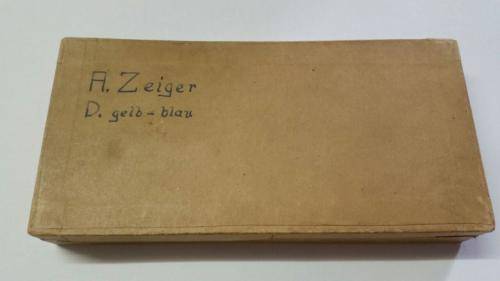 A. Zeiger
D. gelb - blau